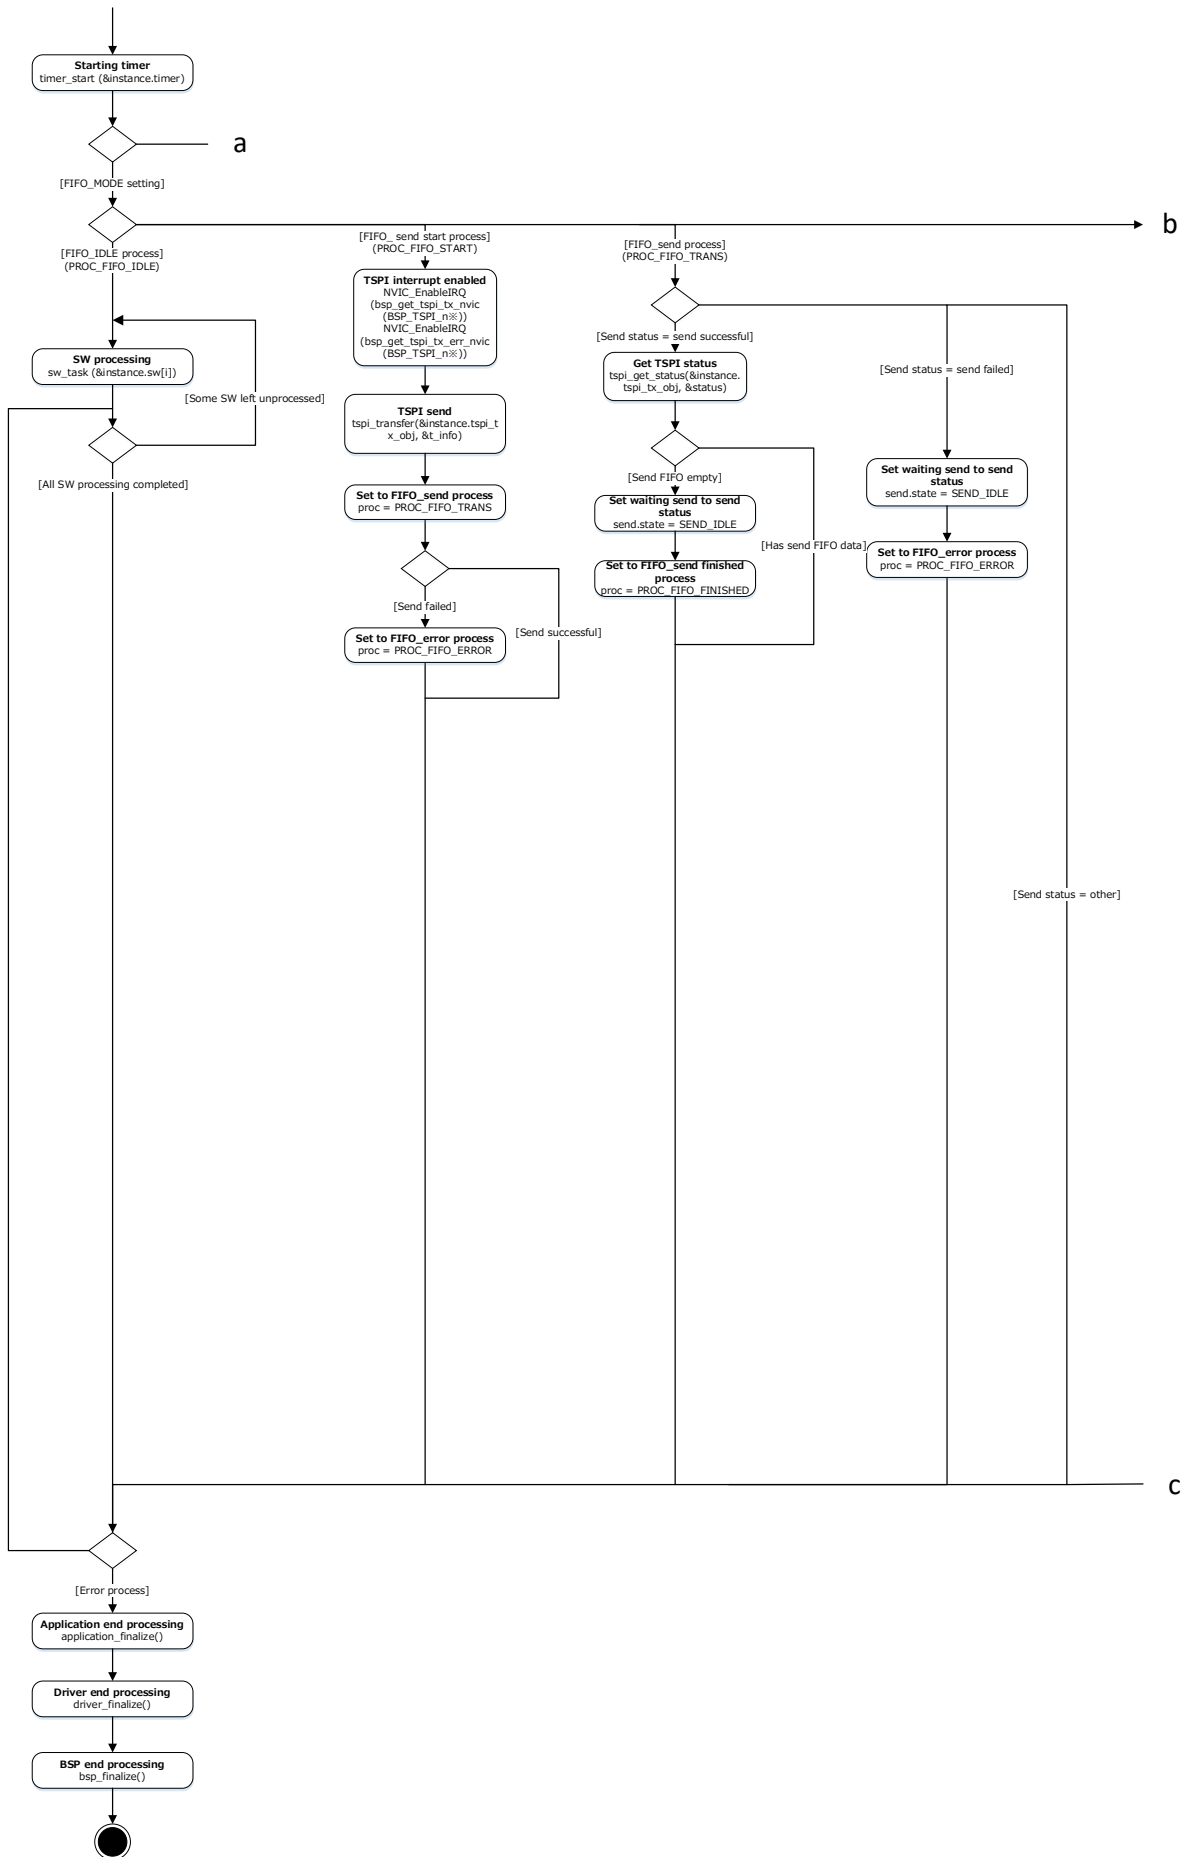 Starting timer
timer_start (&instance.timer)
a
[FIFO_MODE setting]
b
[FIFO_IDLE process]
(PROC_FIFO_IDLE)
SW processing
sw_task (&instance.sw[i])
[Some SW left unprocessed]
[All SW processing completed]
[FIFO_ send start process]
(PROC_FIFO_START)
TSPI interrupt enabled
NVIC_EnableIRQ
(bsp_get_tspi_tx_nvic
(BSP_TSPI_n※))
NVIC_EnableIRQ
(bsp_get_tspi_tx_err_nvic
(BSP_TSPI_n※))
TSPI send
tspi_transfer(&instance.tspi_t
x_obj, &t_info)
Set to FIFO_send process
proc = PROC_FIFO_TRANS
[Send failed]
[Send successful]
Set to FIFO_error process
proc = PROC_FIFO_ERROR
[FIFO_send process]
(PROC_FIFO_TRANS)
[Send status = send successful]
Get TSPI status
tspi_get_status(&instance.
tspi_tx_obj, &status)
[Send FIFO empty]
Set waiting send to send
status
send.state = SEND_IDLE
[Has send FIFO data]
Set to FIFO_send finished
process
proc = PROC_FIFO_FINISHED
[Send status = send failed]
Set waiting send to send
status
send.state = SEND_IDLE
Set to FIFO_error process
proc = PROC_FIFO_ERROR
[Send status = other]
c
[Error process]
Application end processing
application_finalize()
Driver end processing
driver_finalize()
BSP end processing
bsp_finalize()